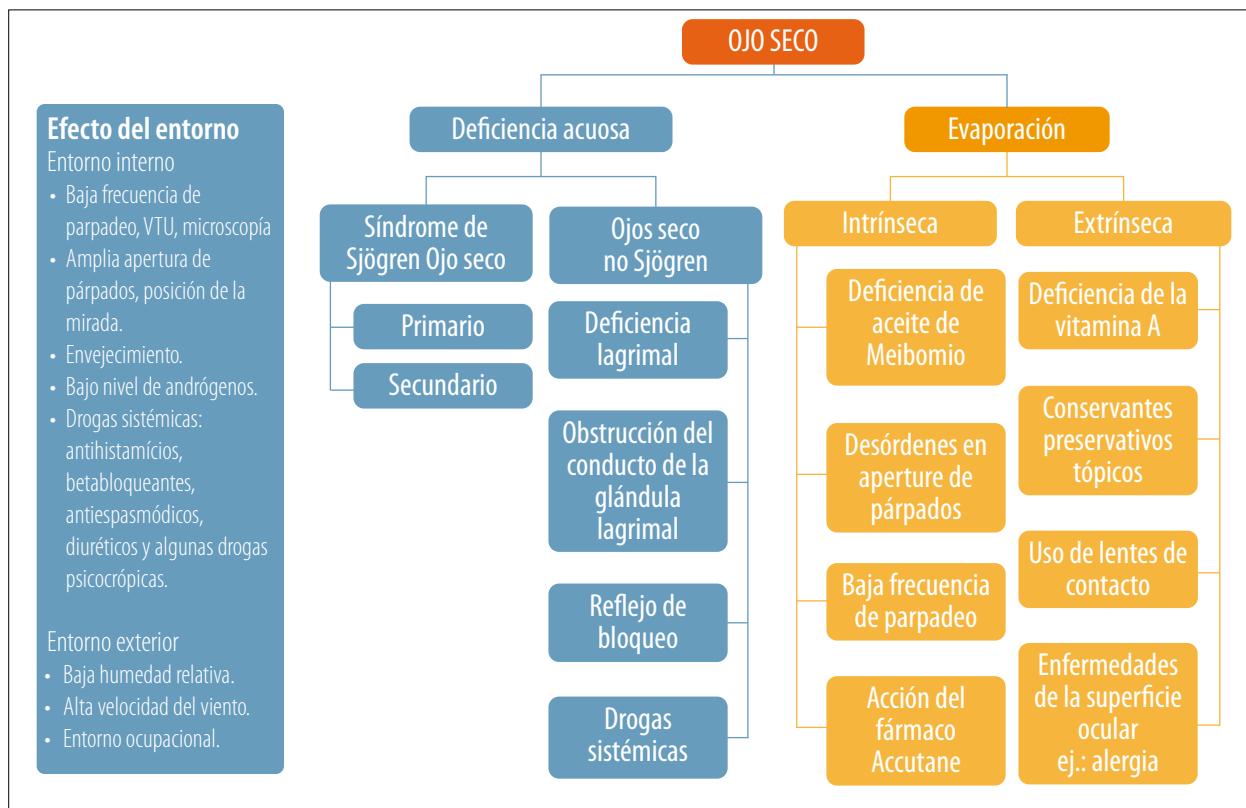 OJO SECO
Efecto del entorno
Entorno interno
• Baja frecuencia de
parpadeo, VTU, microscopía
• Amplia apertura de
párpados, posición de la
mirada.
• Envejecimiento.
• Bajo nivel de andrógenos.
• Drogas sistémicas:
antihistamícios,
betabloqueantes,
antiespasmódicos,
diuréticos y algunas drogas
psicocrópicas.
Entorno exterior
• Baja humedad relativa.
• Alta velocidad del viento.
• Entorno ocupacional.
Deficiencia acuosa
Síndrome de
Sjögren Ojo seco
Primario
Secundario
Ojos seco
no Sjögren
Deficiencia
lagrimal
Obstrucción del
conducto de la
glándula
lagrimal
Reflejo de
bloqueo
Drogas
sistémicas
Evaporación
Intrínseca
Deficiencia de
aceite de
Meibomio
Desórdenes en
aperture de
párpados
Baja frecuencia
de parpadeo
Acción del
fármaco
Accutane
Extrínseca
Deficiencia de la
vitamina A
Conservantes
preservativos
tópicos
Uso de lentes de
contacto
Enfermedades
de la superficie
ocular
ej.: alergia